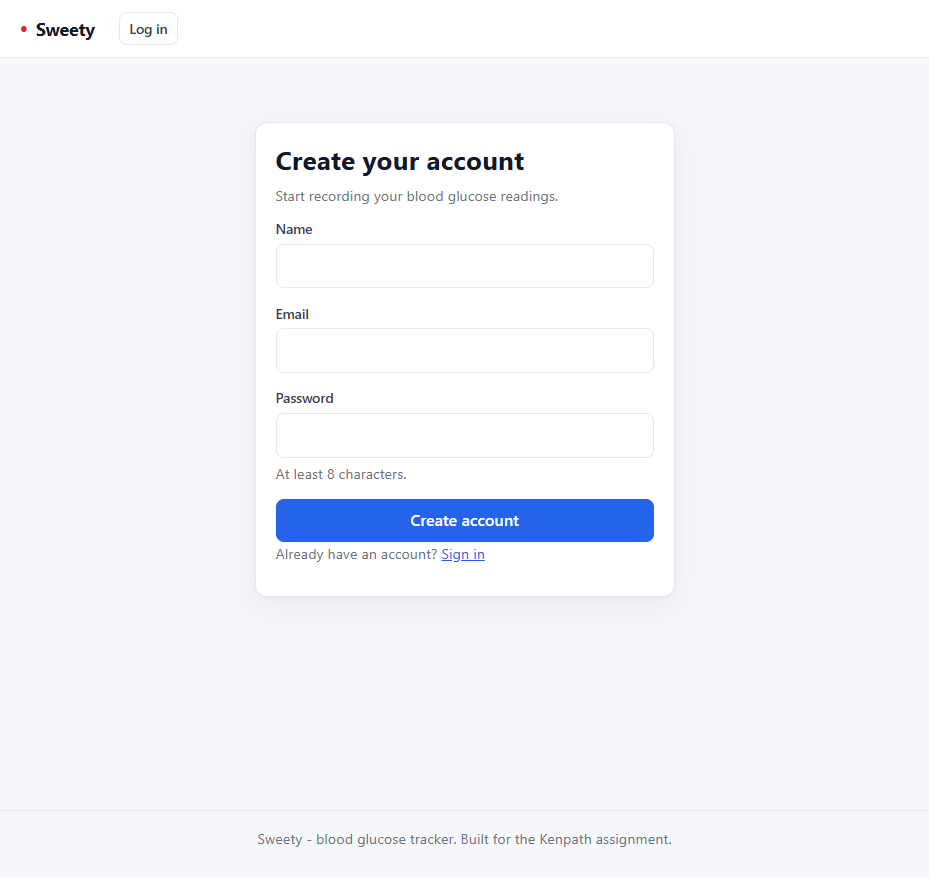 Sweety
Log in
Create your account
Start recording your blood glucose readings.
Name
Email
Password
At least 8 characters.
Create account
Already have an account? Sign in
Sweety - blood glucose tracker. Built for the Kenpath assignment.